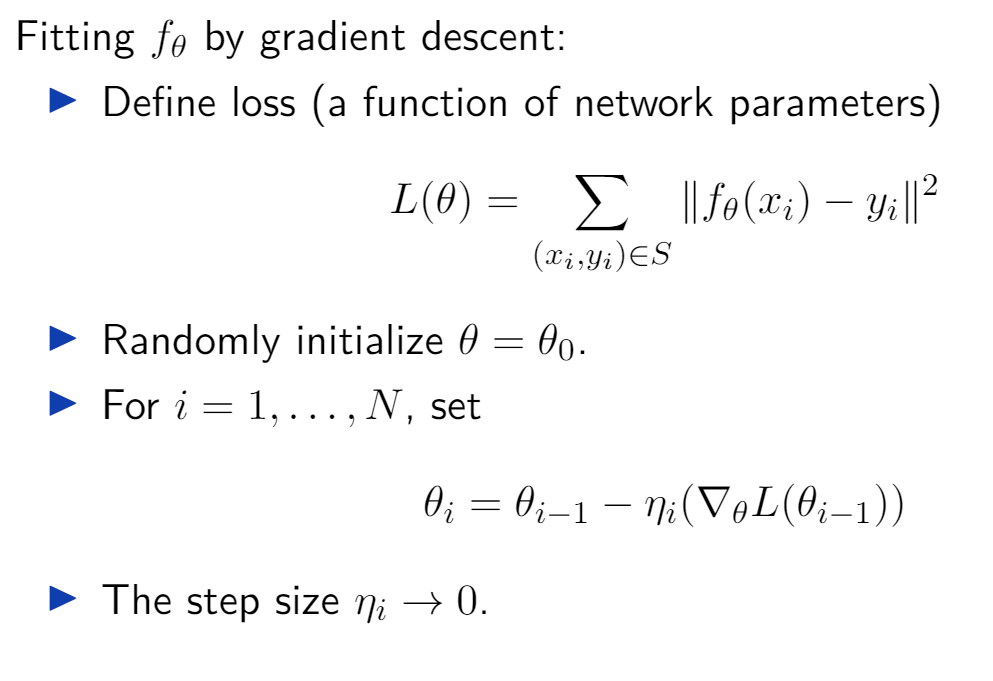 Fitting $f_\theta$ by gradient descent:
▶ Define loss (a function of network parameters)
$L(\theta) = \sum_{(x_i,y_i)\in S} \|f_\theta(x_i) - y_i\|^2$
▶ Randomly initialize $\theta = \theta_0$.
▶ For $i = 1, \ldots, N$, set
$\theta_i = \theta_{i-1} - \eta_i(\nabla_\theta L(\theta_{i-1}))$
▶ The step size $\eta_i \to 0$.